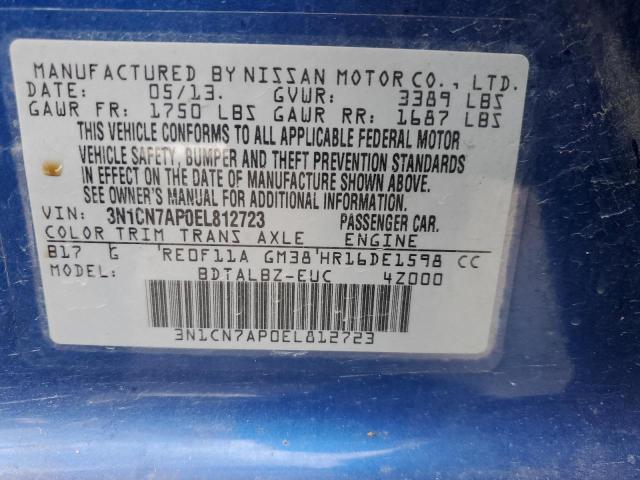 MANUFACTURED BY NISSAN MOTOR CO., LTD.
DATE: 05/13. GVWR: 3389 LBS
GAWR FR: 1750 LBS GAWR RR: 1687 LBS
THIS VEHICLE CONFORMS TO ALL APPLICABLE FEDERAL MOTOR
VEHICLE SAFETY, BUMPER AND THEFT PREVENTION STANDARDS
IN EFFECT ON THE DATE OF MANUFACTURE SHOWN ABOVE.
SEE OWNER'S MANUAL FOR ADDITIONAL INFORMATION.
VIN: 3N1CN7AP0EL812723 PASSENGER CAR.
COLOR TRIM TRANS AXLE ENGINE
B17 G 'RE0F11A GM38'HR16DE1598 CC
BDTALBZ-EUC 4Z000
3N1CN7AP0EL812723